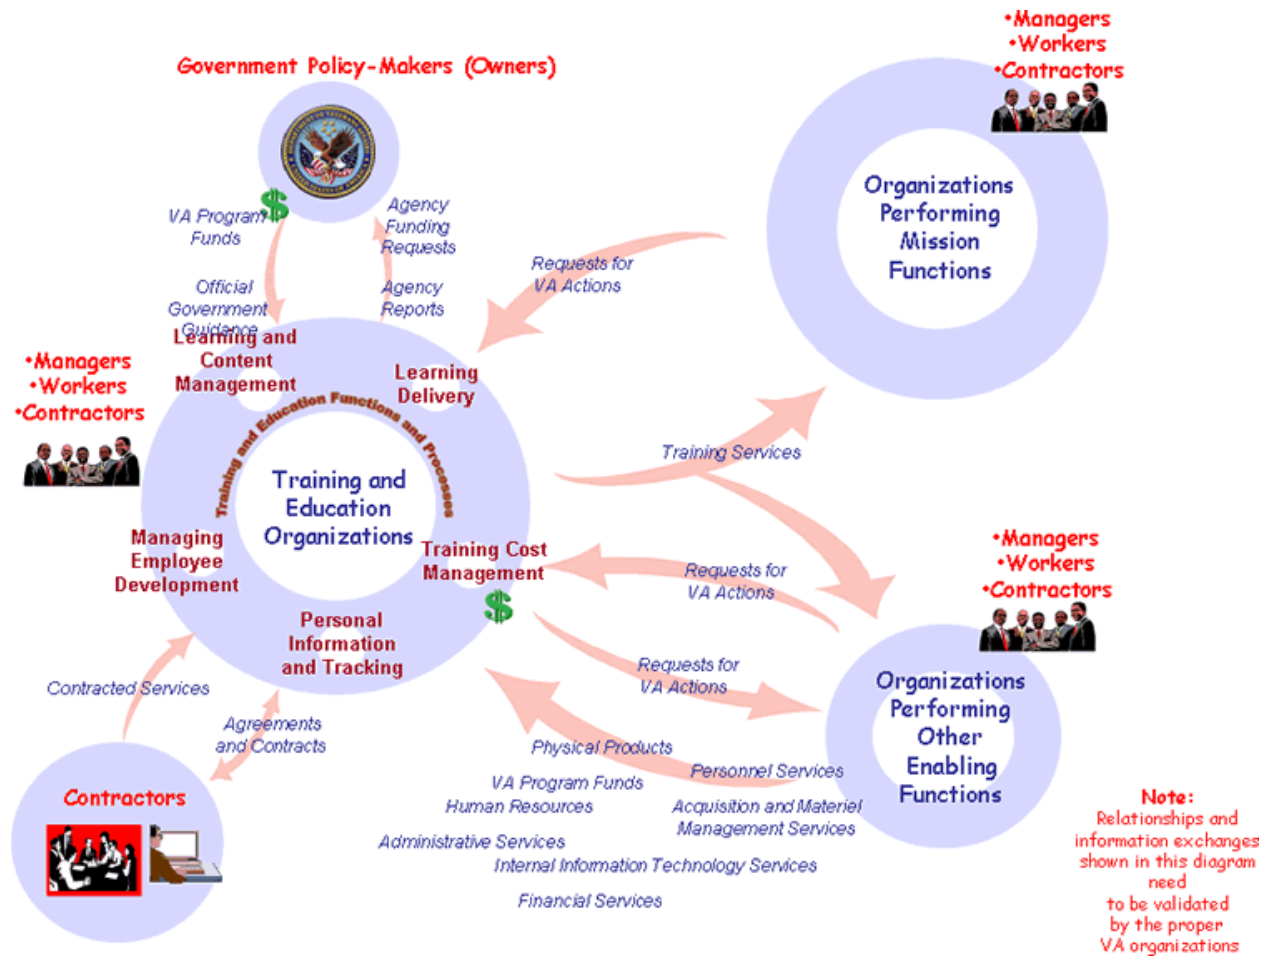 Government Policy-Makers (Owners)
VA Program
Funds
Official
Government
Guidance
Agency
Funding
Requests
Agency
Reports
•Managers
•Workers
•Contractors
Organizations
Performing
Mission
Functions
Requests for
VA Actions
•Managers
•Workers
•Contractors
Learning and
Content
Management
Learning
Delivery
Training and Education Functions and Processes
Training and
Education
Organizations
Managing
Employee
Development
Training Cost
Management
Personal
Information
and Tracking
Training Services
Requests for
VA Actions
Requests for
VA Actions
•Managers
•Workers
•Contractors
Organizations
Performing
Other
Enabling
Functions
Contracted Services
Agreements
and Contracts
Contractors
Physical Products
Personnel Services
VA Program Funds
Human Resources
Acquisition and Materiel
Management Services
Administrative Services
Internal Information Technology Services
Financial Services
Note:
Relationships and
information exchanges
shown in this diagram
need
to be validated
by the proper
VA organizations